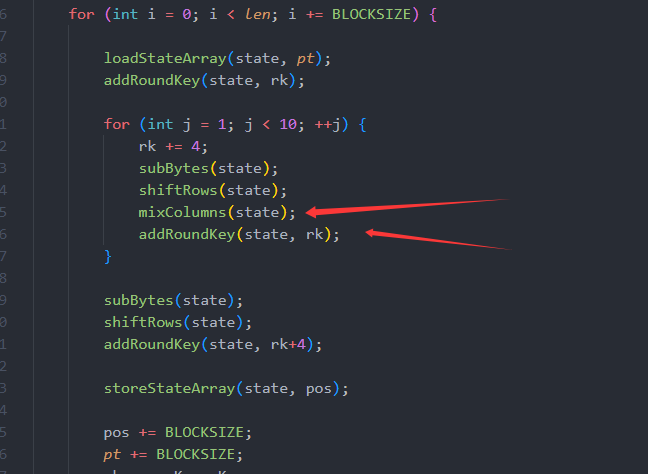 6 for (int i = 0; i < len; i += BLOCKSIZE) {
7
8 loadStateArray(state, pt);
9 addRoundKey(state, rk);
0
1 for (int j = 1; j < 10; ++j) {
2 rk += 4;
3 subBytes(state);
4 shiftRows(state);
5 mixColumns(state);
6 addRoundKey(state, rk);
7 }
8
9 subBytes(state);
0 shiftRows(state);
1 addRoundKey(state, rk+4);
2
3 storeStateArray(state, pos);
4
5 pos += BLOCKSIZE;
6 pt += BLOCKSIZE;